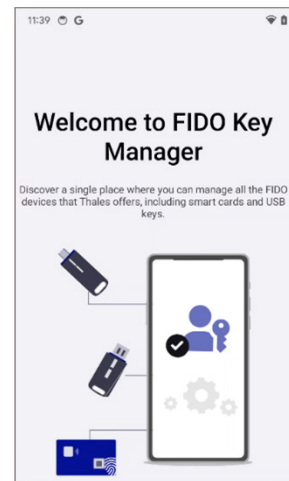 11:39 G
Welcome to FIDO Key
Manager
Discover a single place where you can manage all the FIDO
devices that Thales offers, including smart cards and USB
keys.